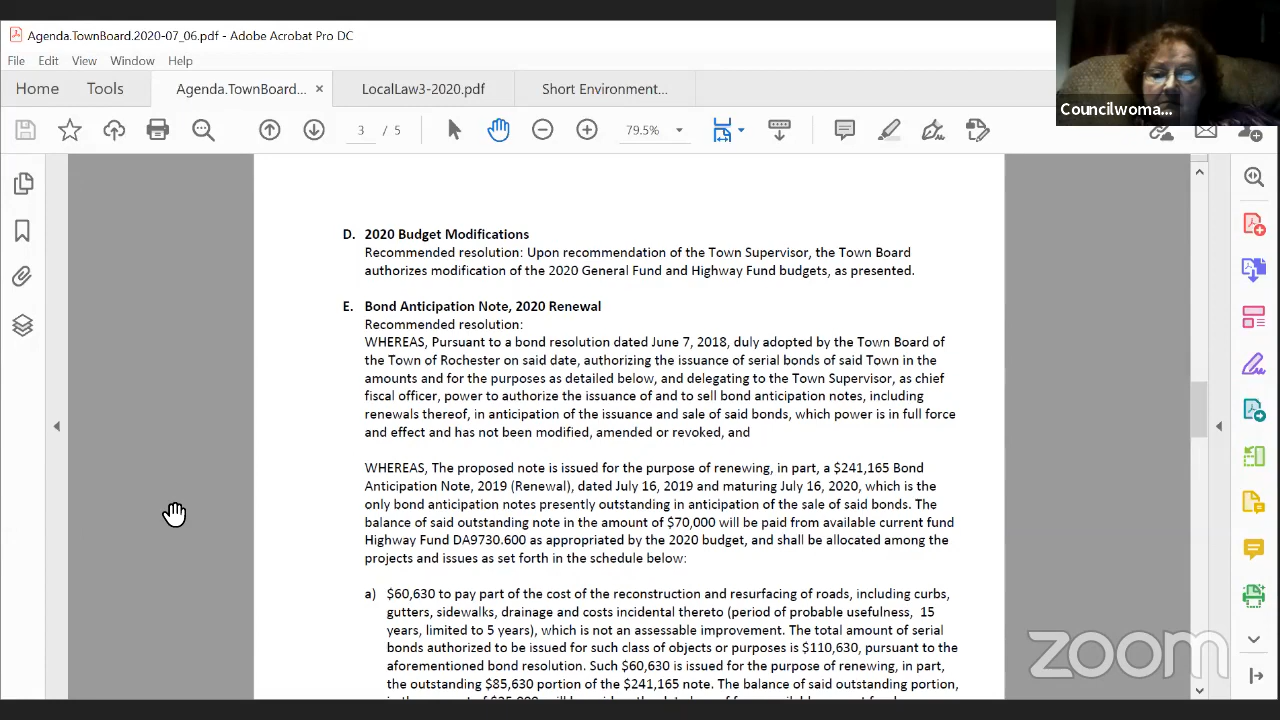 Agenda.TownBoard.2020-07_06.pdf - Adobe Acrobat Pro DC
File Edit View Window Help
Home Tools Agenda.TownBoard... × LocalLaw3-2020.pdf Short Environment...
Councilwoma...
3 / 5 79.5%
D. 2020 Budget Modifications
Recommended resolution: Upon recommendation of the Town Supervisor, the Town Board
authorizes modification of the 2020 General Fund and Highway Fund budgets, as presented.
E. Bond Anticipation Note, 2020 Renewal
Recommended resolution:
WHEREAS, Pursuant to a bond resolution dated June 7, 2018, duly adopted by the Town Board of
the Town of Rochester on said date, authorizing the issuance of serial bonds of said Town in the
amounts and for the purposes as detailed below, and delegating to the Town Supervisor, as chief
fiscal officer, power to authorize the issuance of and to sell bond anticipation notes, including
renewals thereof, in anticipation of the issuance and sale of said bonds, which power is in full force
and effect and has not been modified, amended or revoked, and
WHEREAS, The proposed note is issued for the purpose of renewing, in part, a $241,165 Bond
Anticipation Note, 2019 (Renewal), dated July 16, 2019 and maturing July 16, 2020, which is the
only bond anticipation notes presently outstanding in anticipation of the sale of said bonds. The
balance of said outstanding note in the amount of $70,000 will be paid from available current fund
Highway Fund DA9730.600 as appropriated by the 2020 budget, and shall be allocated among the
projects and issues as set forth in the schedule below:
a) $60,630 to pay part of the cost of the reconstruction and resurfacing of roads, including curbs,
gutters, sidewalks, drainage and costs incidental thereto (period of probable usefulness, 15
years, limited to 5 years), which is not an assessable improvement. The total amount of serial
bonds authorized to be issued for such class of objects or purposes is $110,630, pursuant to the
aforementioned bond resolution. Such $60,630 is issued for the purpose of renewing, in part,
the outstanding $85,630 portion of the $241,165 note. The balance of said outstanding portion,
zoom